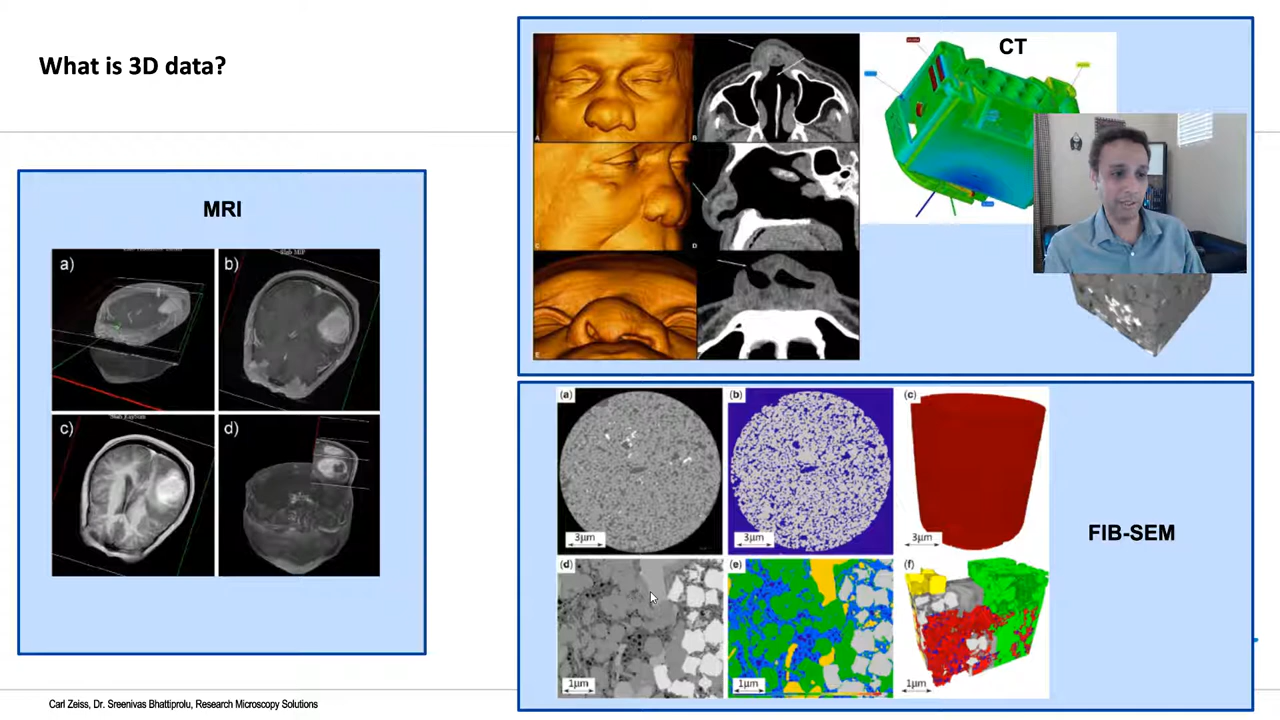 What is 3D data?
MRI
a)
b)
c)
d)
CT
A
B
C
D
E
FIB-SEM
(a)
(b)
(c)
3μm
3μm
3μm
(d)
(e)
(f)
1μm
1μm
1μm
Carl Zeiss, Dr. Sreenivas Bhattiprolu, Research Microscopy Solutions